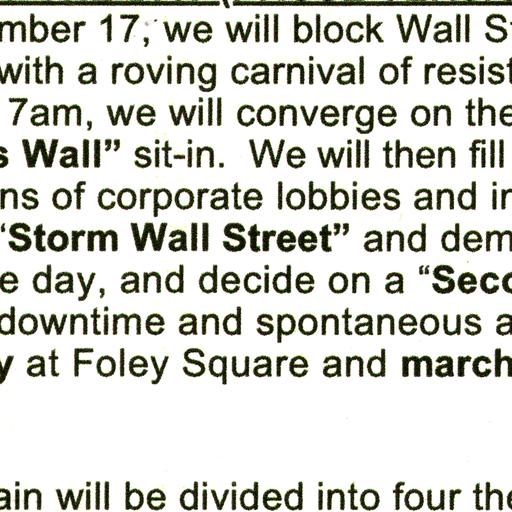 mber 17, we will block Wall S
with a roving carnival of resist
7am, we will converge on the
s Wall” sit-in. We will then fill
ns of corporate lobbies and in
“Storm Wall Street” and dem
e day, and decide on a “Seco
downtime and spontaneous a
y at Foley Square and march
ain will be divided into four the